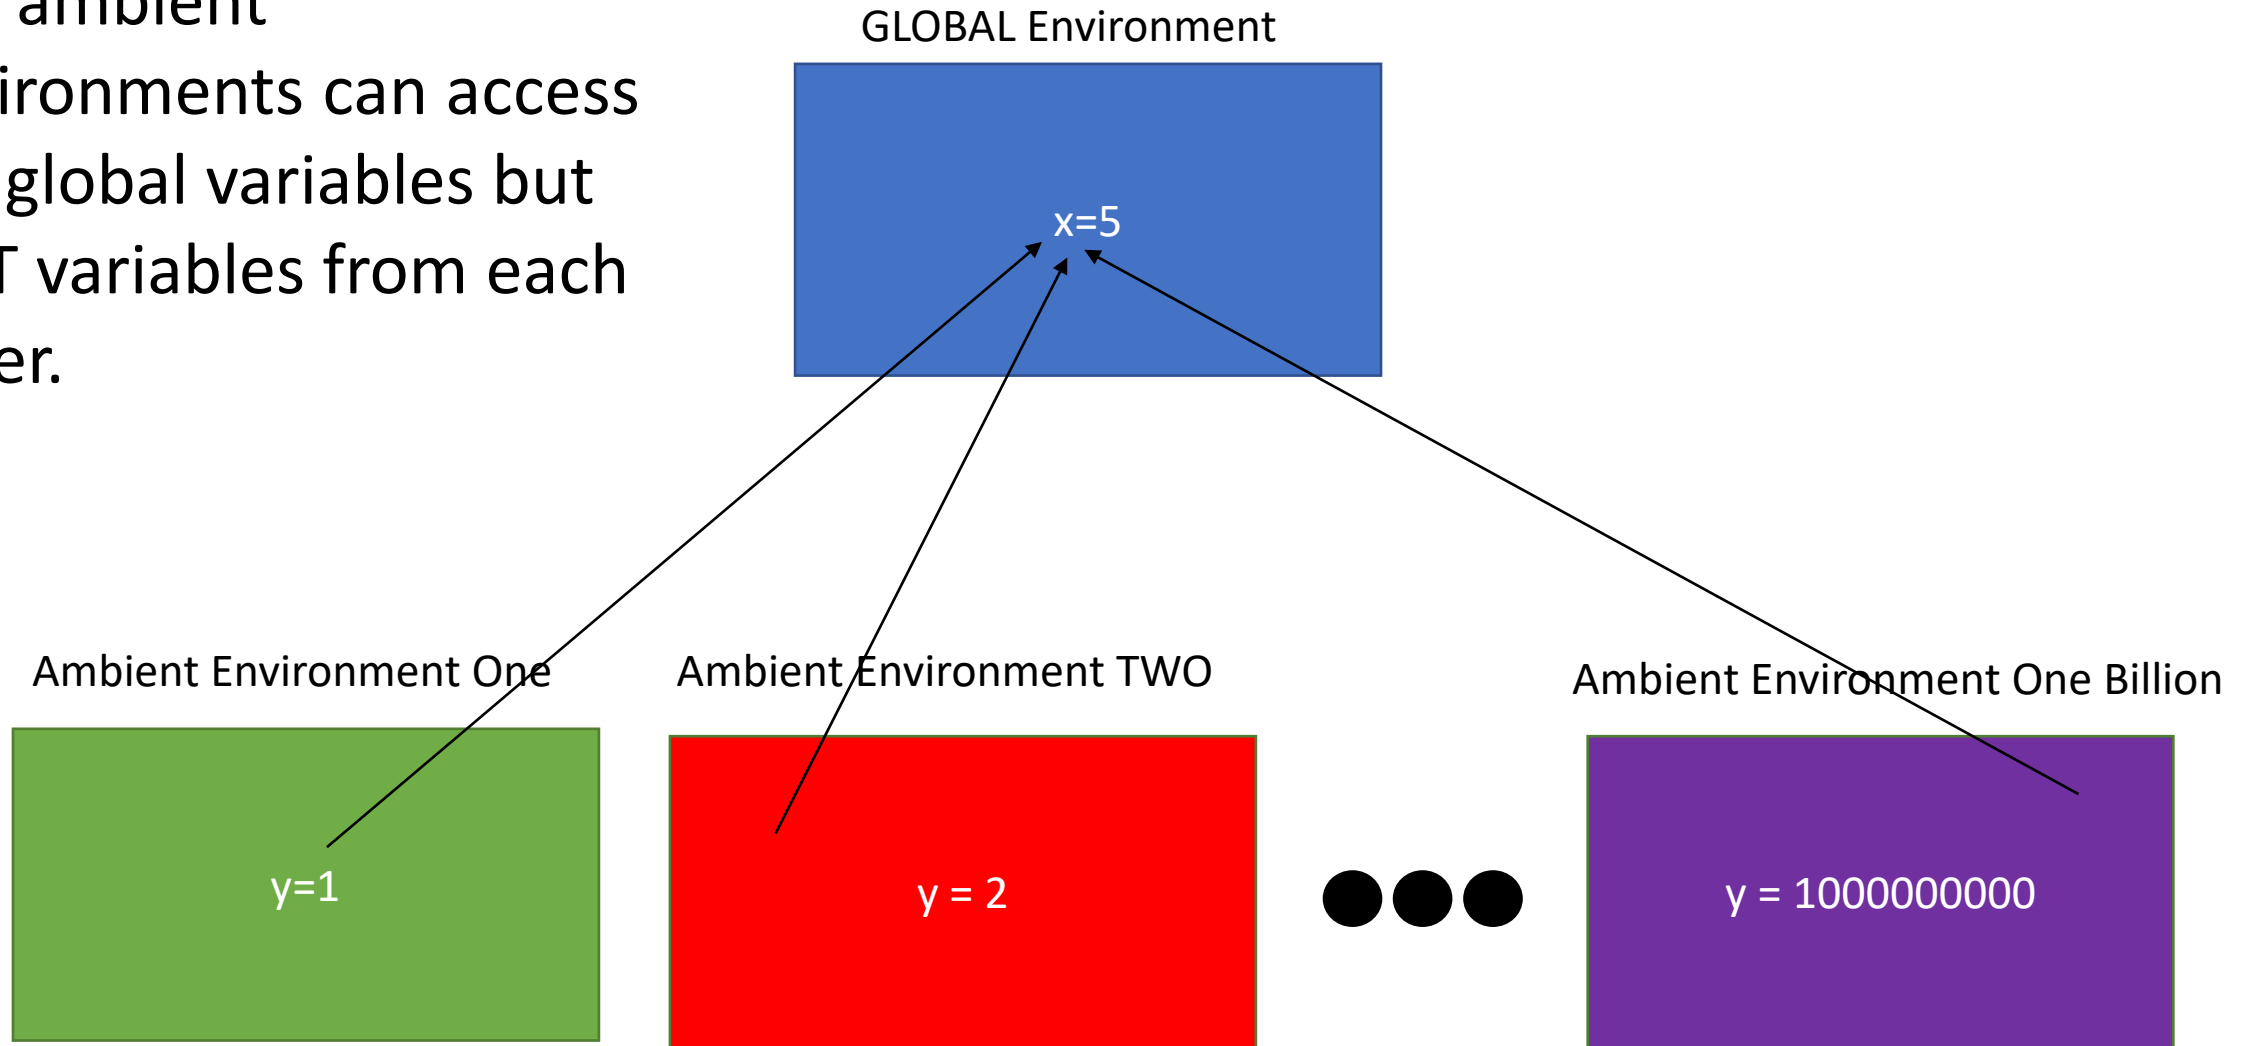 ambient
ironments can access
global variables but
T variables from each
er.
GLOBAL Environment
x=5
Ambient Environment One
Ambient Environment TWO
Ambient Environment One Billion
y=1
y = 2
y = 1000000000